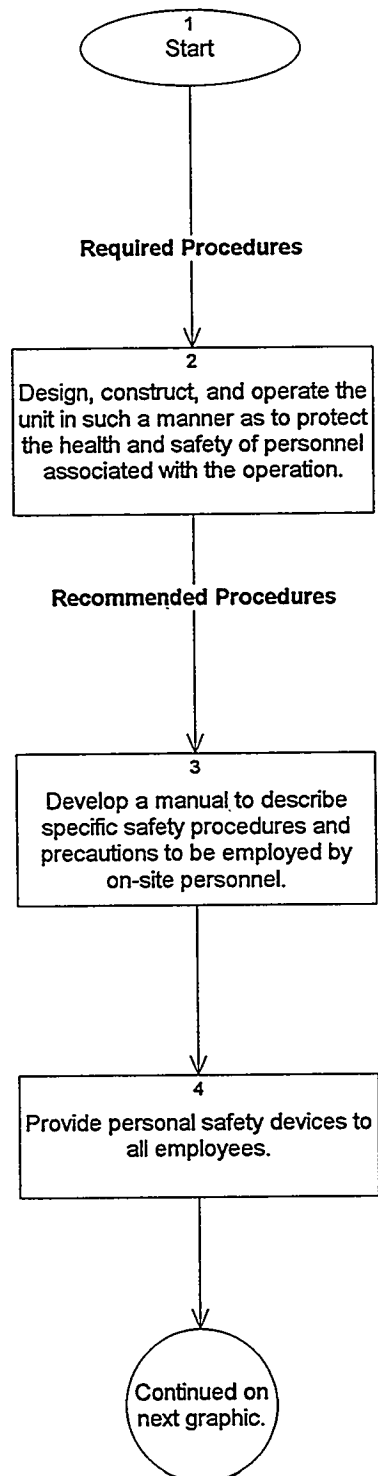 1
Start
Required Procedures
2
Design, construct, and operate the
unit in such a manner as to protect
the health and safety of personnel
associated with the operation.
Recommended Procedures
3
Develop a manual to describe
specific safety procedures and
precautions to be employed by
on-site personnel.
4
Provide personal safety devices to
all employees.
Continued on
next graphic.